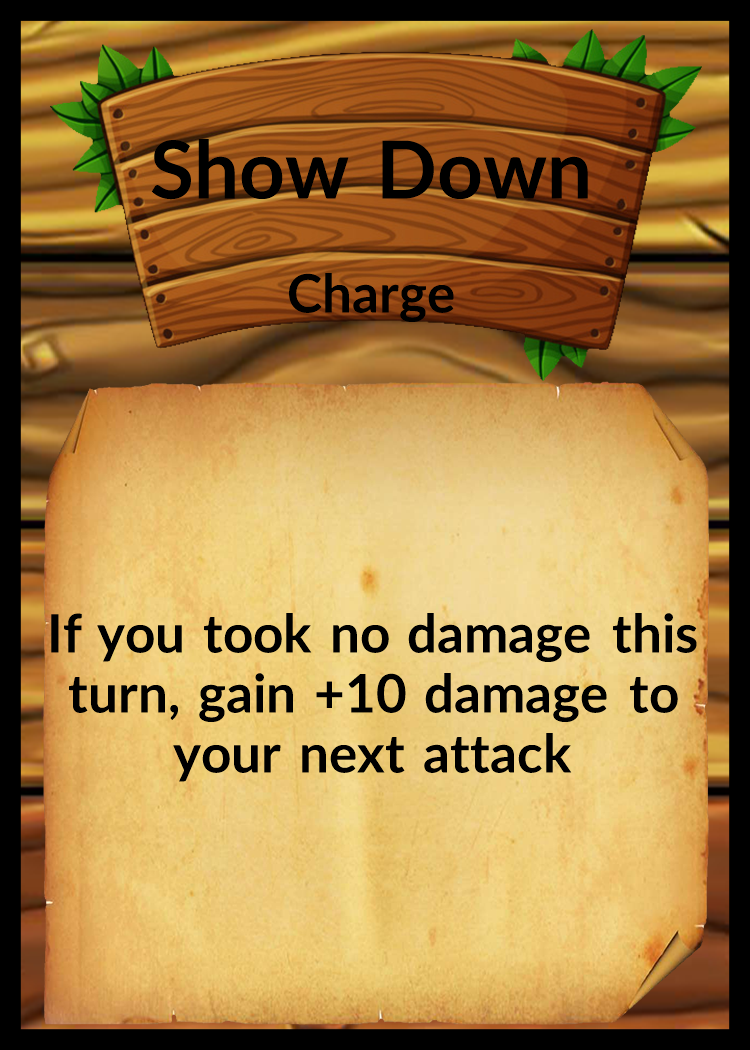 Show Down
Charge
If you took no damage this
turn, gain +10 damage to
your next attack